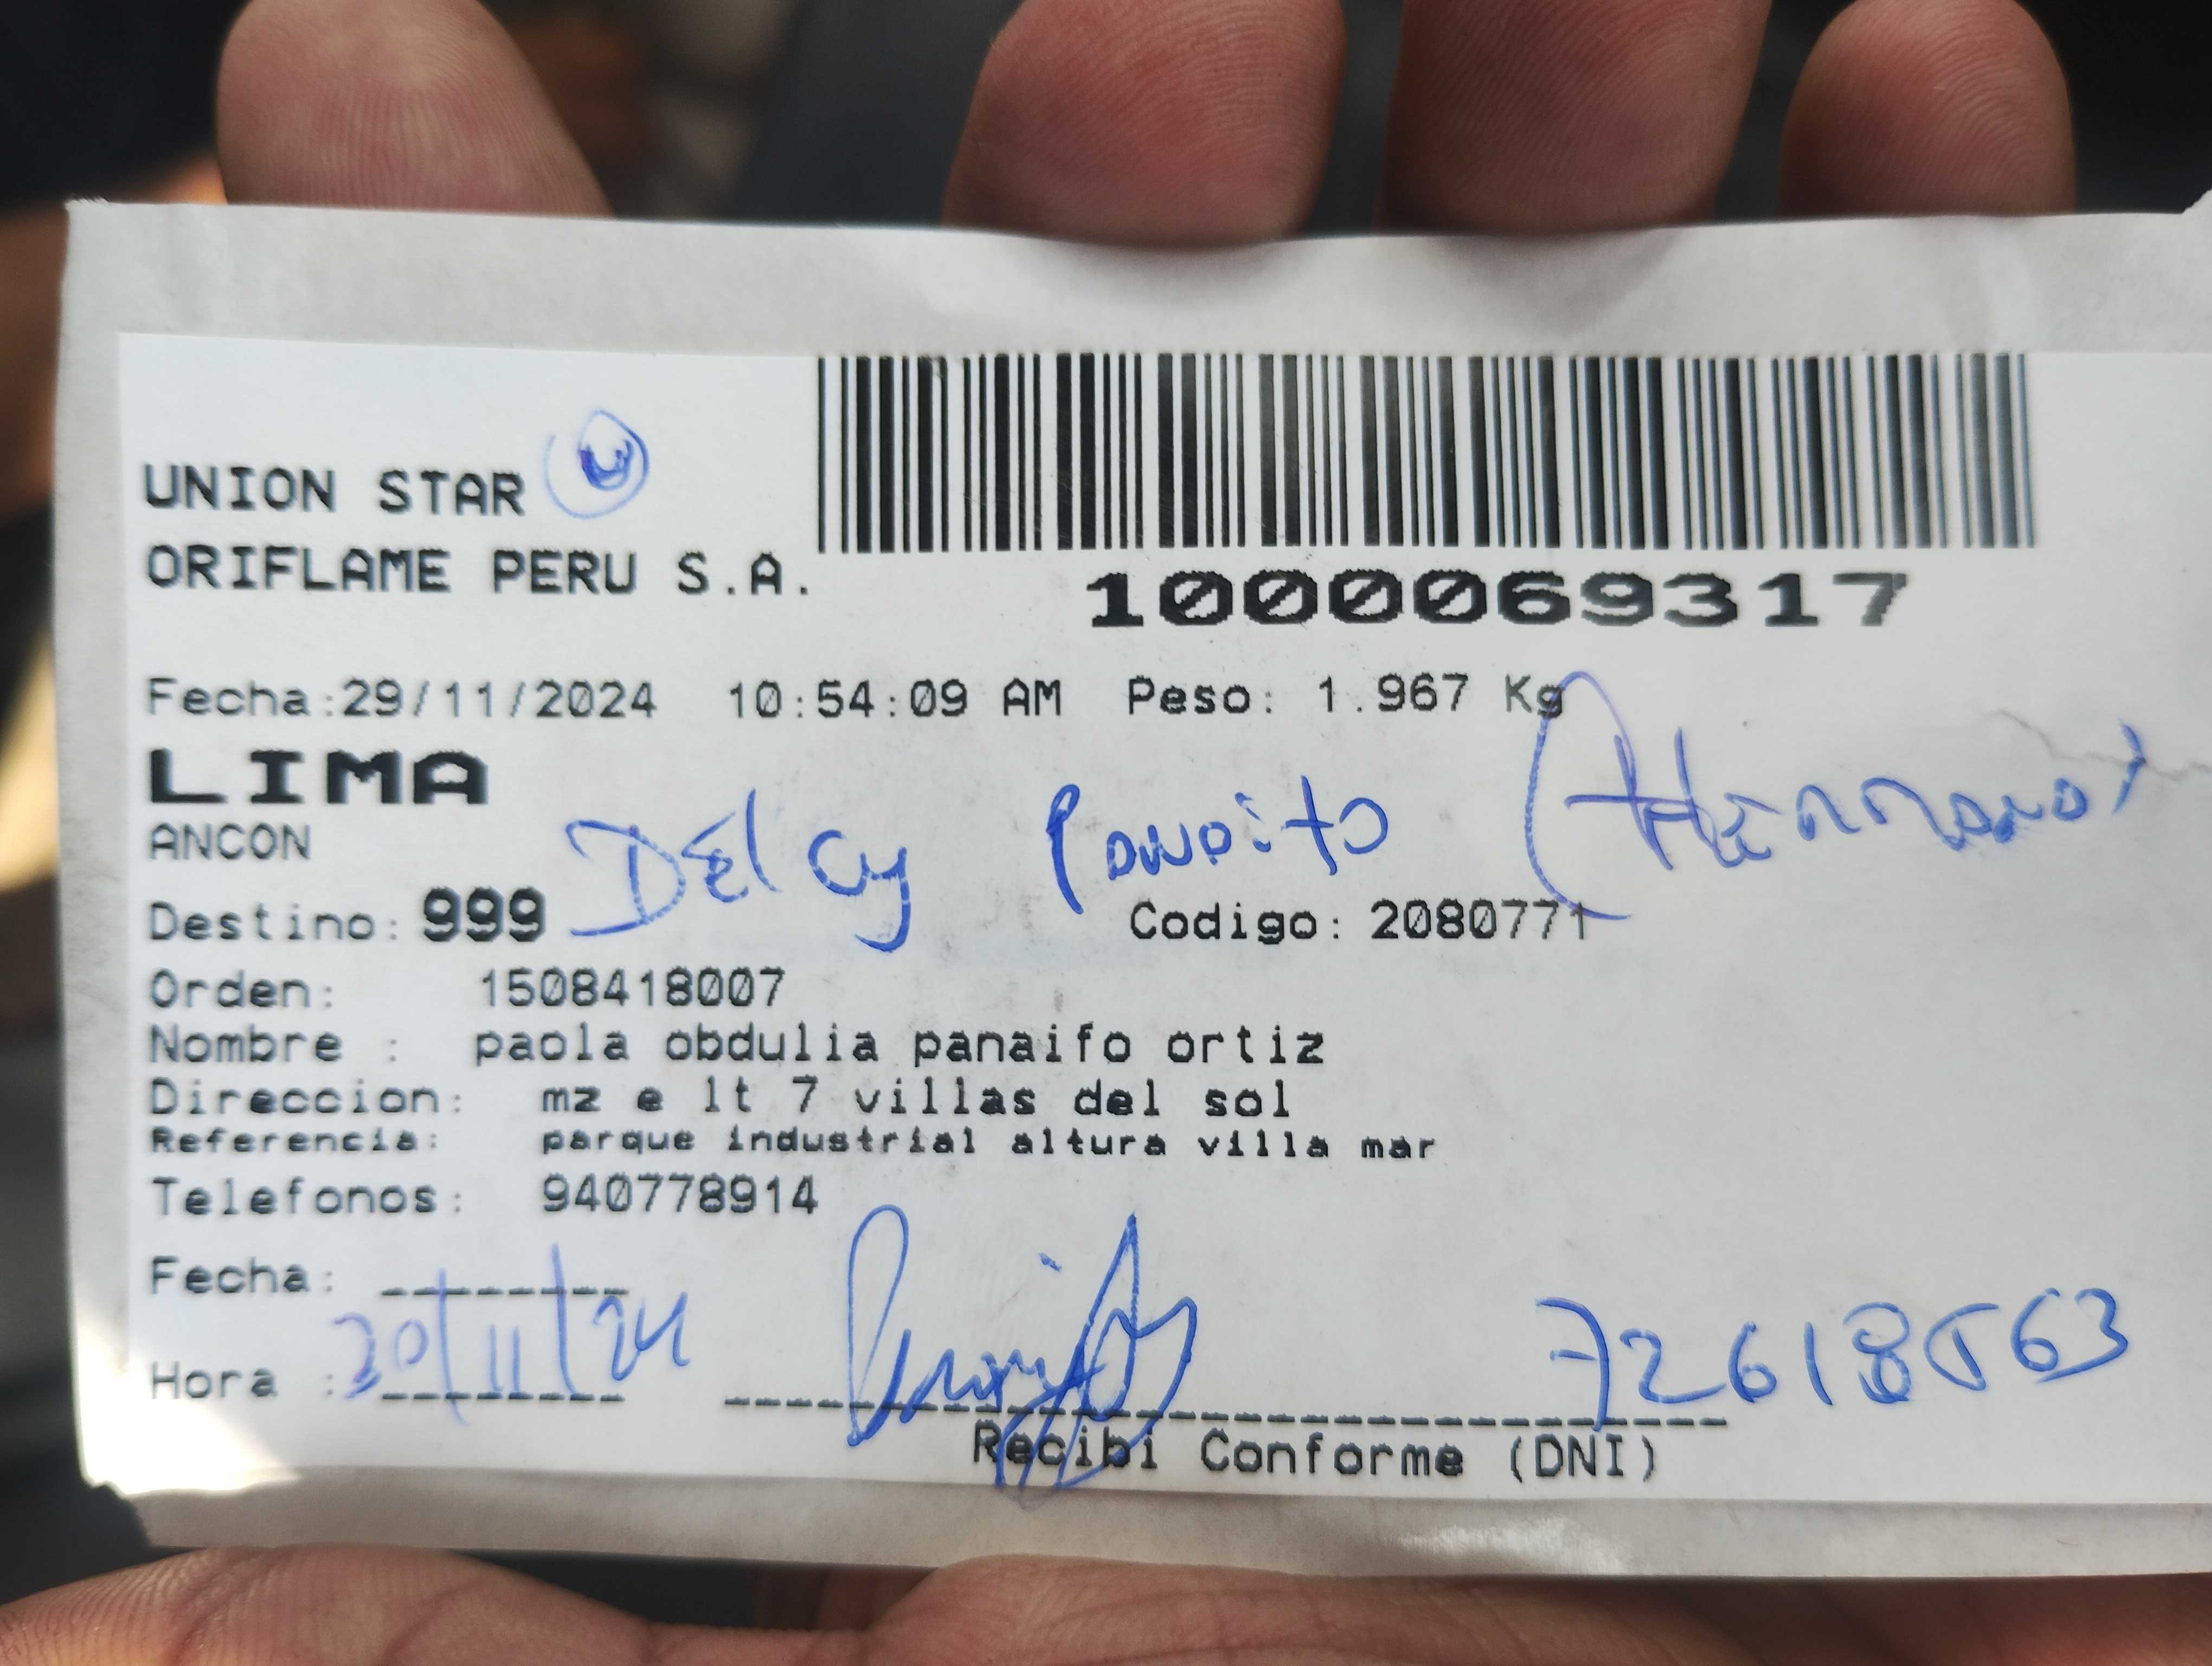 UNION STAR
ORIFLAME PERU S.A.
1000069317
Fecha:29/11/2024 10:54:09 AM Peso: 1.967 Kg
LIMA
ANCON
DElcy (Hermana)
Destino: 999 Codigo: 2080771
Orden: 1508418007
Nombre : paola obdulia panaifo ortiz
Direccion: mz e lt 7 villas del sol
Referencia: parque industrial altura villa mar
Telefonos: 940778914
Fecha:
Hora : /11/24 72618563
Recibi Conforme (DNI)